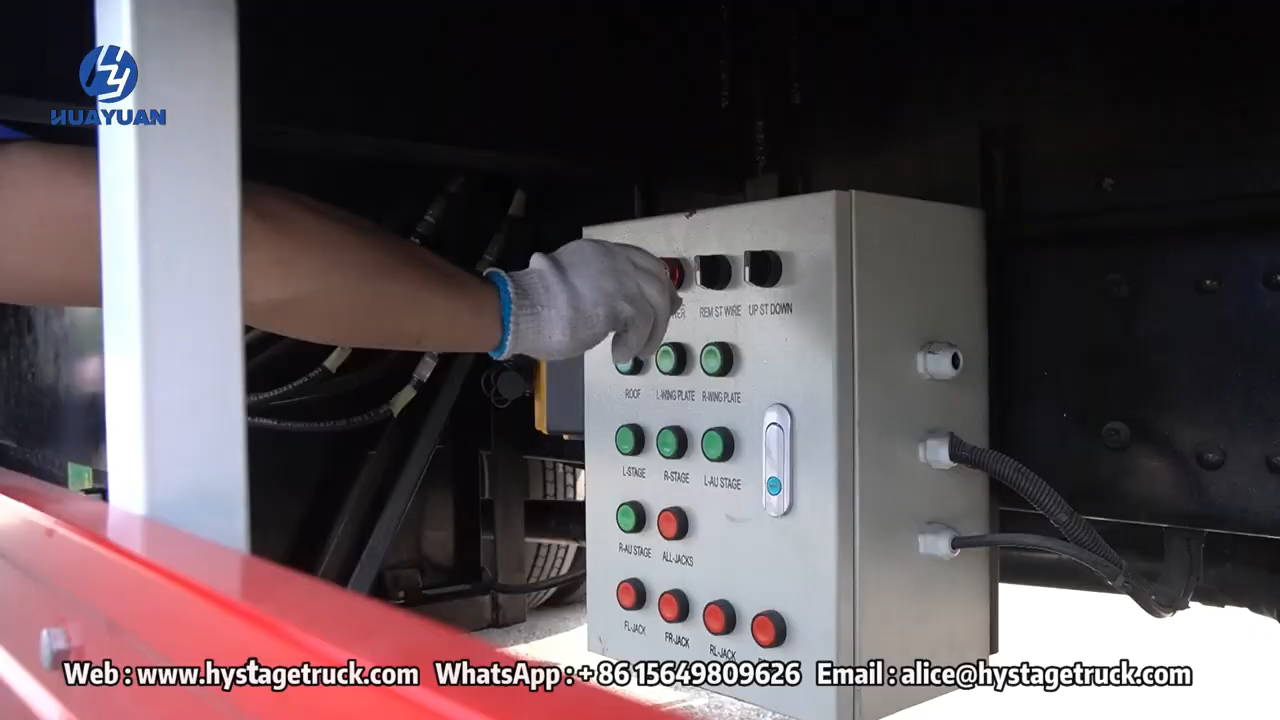 HUAYUAN
REM ST WIRE UP ST DOWN
ROOF L-WING PLATE R-WING PLATE
L-STAGE R-STAGE L-AU STAGE
R-AU STAGE ALL-JACKS
FL-JACK FR-JACK RL-JACK
Web : www.hystagetruck.com WhatsApp : + 86 15649809626 Email : alice@hystagetruck.com